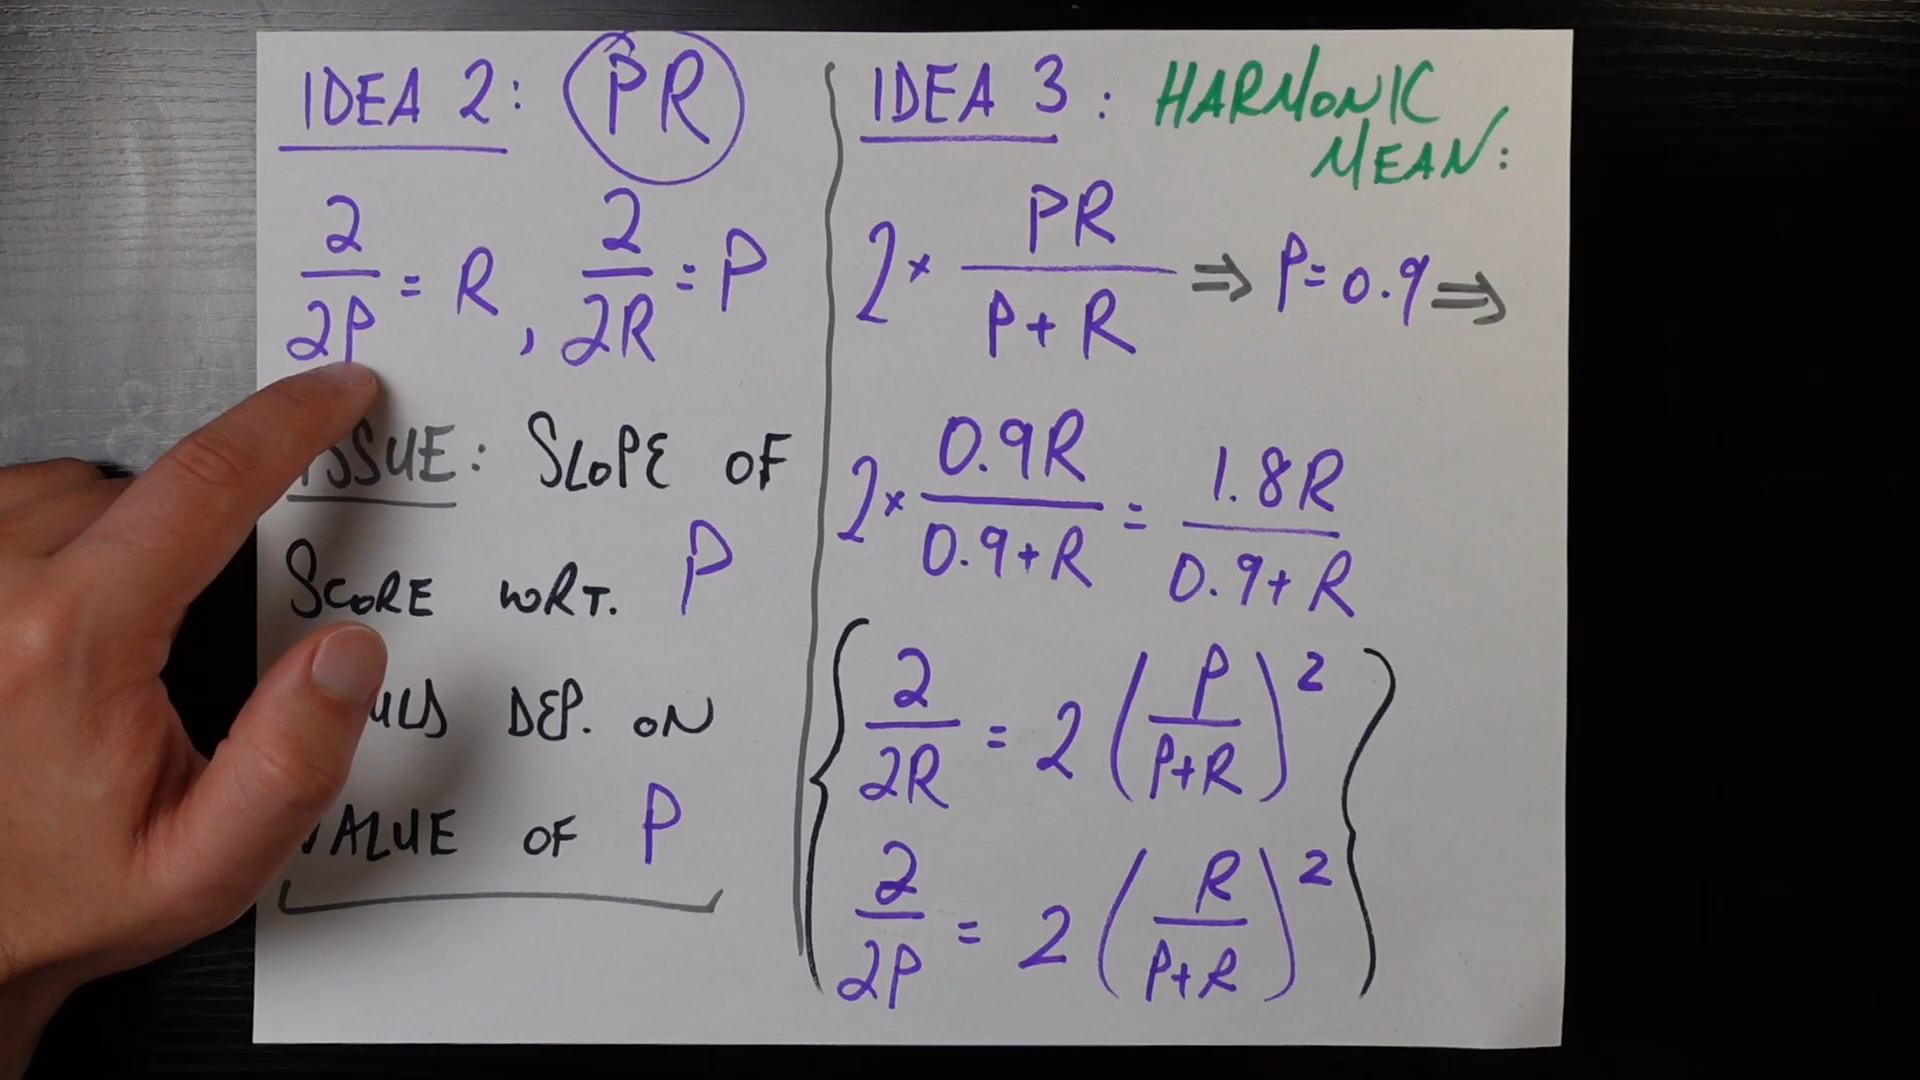 IDEA 2: PR
2/2P = R, 2/2R = P
ISSUE: SLOPE OF
SCORE WRT. P
DEP. ON
VALUE OF P
IDEA 3: HARMONIC
MEAN:
2 × PR/P+R ⇒ P=0.9 ⇒
2 × 0.9R/0.9+R = 1.8R/0.9+R
2/2R = 2(P/P+R)²
2/2P = 2(R/P+R)²